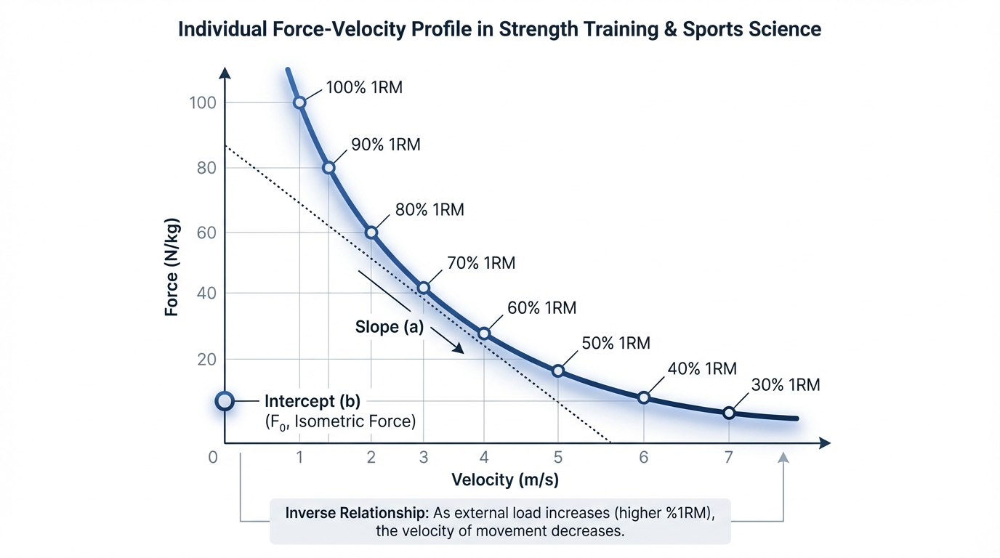 Individual Force-Velocity Profile in Strength Training & Sports Science
100% 1RM
100
90% 1RM
80
80% 1RM
60
70% 1RM
Force (N/kg)
40
60% 1RM
Slope (a)
50% 1RM
20
40% 1RM
30% 1RM
Intercept (b)
(F₀, Isometric Force)
0 1 2 3 4 5 6 7
Velocity (m/s)
Inverse Relationship: As external load increases (higher %1RM),
the velocity of movement decreases.